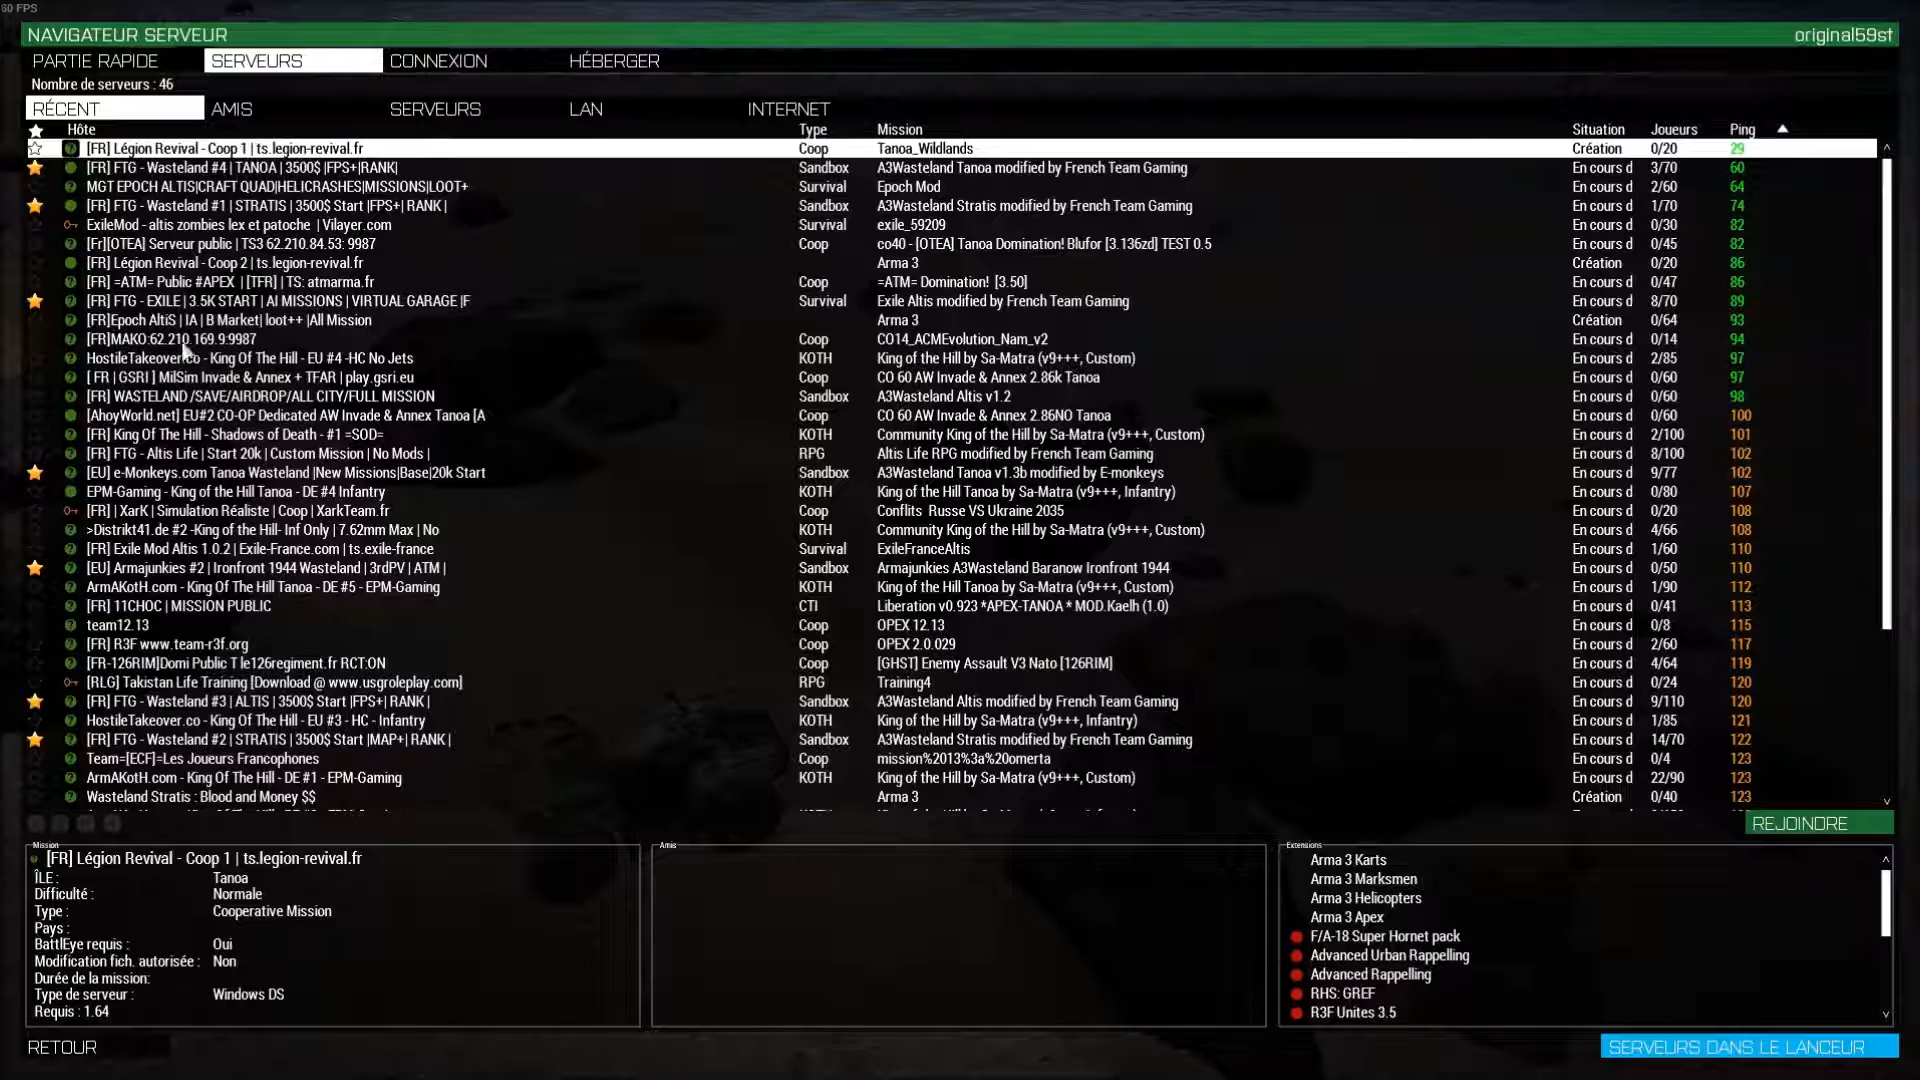 60 FPS
NAVIGATEUR SERVEUR original59st
PARTIE RAPIDE SERVEURS CONNEXION HÉBERGER
Nombre de serveurs : 46
RÉCENT AMIS SERVEURS LAN INTERNET
Hôte Type Mission Situation Joueurs Ping
[FR] Légion Revival - Coop 1 | ts.legion-revival.fr Coop Tanoa_Wildlands Création 0/20 29
[FR] FTG - Wasteland #4 | TANOA | 3500$ |FPS+|RANK| Sandbox A3Wasteland Tanoa modified by French Team Gaming En cours d 3/70 60
MGT EPOCH ALTIS|CRAFT QUAD|HELICRASHES|MISSIONS|LOOT+ Survival Epoch Mod En cours d 2/60 64
[FR] FTG - Wasteland #1 | STRATIS | 3500$ Start |FPS+| RANK | Sandbox A3Wasteland Stratis modified by French Team Gaming En cours d 1/70 74
ExileMod - altis zombies lex et patoche | Vilayer.com Survival exile_59209 En cours d 0/30 82
[Fr][OTEA] Serveur public | TS3 62.210.84.53: 9987 Coop co40 - [OTEA] Tanoa Domination! Blufor [3.136zd] TEST 0.5 En cours d 0/45 82
[FR] Légion Revival - Coop 2 | ts.legion-revival.fr Arma 3 Création 0/20 86
[FR] =ATM= Public #APEX | [TFR] | TS: atmarma.fr Coop =ATM= Domination! [3.50] En cours d 0/47 86
[FR] FTG - EXILE | 3.5K START | AI MISSIONS | VIRTUAL GARAGE |F Survival Exile Altis modified by French Team Gaming En cours d 8/70 89
[FR]Epoch AltiS | IA | B Market| loot++ |All Mission Arma 3 Création 0/64 93
[FR]MAKO:62.210.169.9:9987 Coop CO14_ACMEvolution_Nam_v2 En cours d 0/14 94
HostileTakeover.co - King Of The Hill - EU #4 -HC No Jets KOTH King of the Hill by Sa-Matra (v9+++, Custom) En cours d 2/85 97
[ FR | GSRI ] MilSim Invade & Annex + TFAR | play.gsri.eu Coop CO 60 AW Invade & Annex 2.86k Tanoa En cours d 0/60 97
[FR] WASTELAND /SAVE/AIRDROP/ALL CITY/FULL MISSION Sandbox A3Wasteland Altis v1.2 En cours d 0/60 98
[AhoyWorld.net] EU#2 CO-OP Dedicated AW Invade & Annex Tanoa [A Coop CO 60 AW Invade & Annex 2.86NO Tanoa En cours d 0/60 100
[FR] King Of The Hill - Shadows of Death - #1 =SOD= KOTH Community King of the Hill by Sa-Matra (v9+++, Custom) En cours d 2/100 101
[FR] FTG - Altis Life | Start 20k | Custom Mission | No Mods | RPG Altis Life RPG modified by French Team Gaming En cours d 8/100 102
[EU] e-Monkeys.com Tanoa Wasteland |New Missions|Base|20k Start Sandbox A3Wasteland Tanoa v1.3b modified by E-monkeys En cours d 9/77 102
EPM-Gaming - King of the Hill Tanoa - DE #4 Infantry KOTH King of the Hill Tanoa by Sa-Matra (v9+++, Infantry) En cours d 0/80 107
[FR] | XarK | Simulation Réaliste | Coop | XarkTeam.fr Coop Conflits Russe VS Ukraine 2035 En cours d 0/20 108
>Distrikt41.de #2 -King of the Hill- Inf Only | 7.62mm Max | No KOTH Community King of the Hill by Sa-Matra (v9+++, Custom) En cours d 4/66 108
[FR] Exile Mod Altis 1.0.2 | Exile-France.com | ts.exile-france Survival ExileFranceAltis En cours d 1/60 110
[EU] Armajunkies #2 | Ironfront 1944 Wasteland | 3rdPV | ATM | Sandbox Armajunkies A3Wasteland Baranow Ironfront 1944 En cours d 0/50 110
ArmAKotH.com - King Of The Hill Tanoa - DE #5 - EPM-Gaming KOTH King of the Hill Tanoa by Sa-Matra (v9+++, Custom) En cours d 1/90 112
[FR] 11CHOC | MISSION PUBLIC CTI Liberation v0.923 *APEX-TANOA * MOD.Kaelh (1.0) En cours d 0/41 113
team12.13 Coop OPEX 12.13 En cours d 0/8 115
[FR] R3F www.team-r3f.org Coop OPEX 2.0.029 En cours d 2/60 117
[FR-126RIM]Domi Public T le126regiment.fr RCT:ON Coop [GHST] Enemy Assault V3 Nato [126RIM] En cours d 4/64 119
[RLG] Takistan Life Training [Download @ www.usgroleplay.com] RPG Training4 En cours d 0/24 120
[FR] FTG - Wasteland #3 | ALTIS | 3500$ Start |FPS+| RANK | Sandbox A3Wasteland Altis modified by French Team Gaming En cours d 9/110 120
HostileTakeover.co - King Of The Hill - EU #3 - HC - Infantry KOTH King of the Hill by Sa-Matra (v9+++, Infantry) En cours d 1/85 121
[FR] FTG - Wasteland #2 | STRATIS | 3500$ Start |MAP+| RANK | Sandbox A3Wasteland Stratis modified by French Team Gaming En cours d 14/70 122
Team=[ECF]=Les Joueurs Francophones Coop mission%2013%3a%20omerta En cours d 0/4 123
ArmAKotH.com - King Of The Hill - DE #1 - EPM-Gaming KOTH King of the Hill by Sa-Matra (v9+++, Custom) En cours d 22/90 123
Wasteland Stratis : Blood and Money $$ Arma 3 Création 0/40 123
REJOINDRE
Mission Amis Extensions
[FR] Légion Revival - Coop 1 | ts.legion-revival.fr
ÎLE : Tanoa
Difficulté : Normale
Type : Cooperative Mission
Pays :
BattlEye requis : Oui
Modification fich. autorisée : Non
Durée de la mission:
Type de serveur : Windows DS
Requis : 1.64
Arma 3 Karts
Arma 3 Marksmen
Arma 3 Helicopters
Arma 3 Apex
F/A-18 Super Hornet pack
Advanced Urban Rappelling
Advanced Rappelling
RHS: GREF
R3F Unites 3.5
RETOUR SERVEURS DANS LE LANCEUR